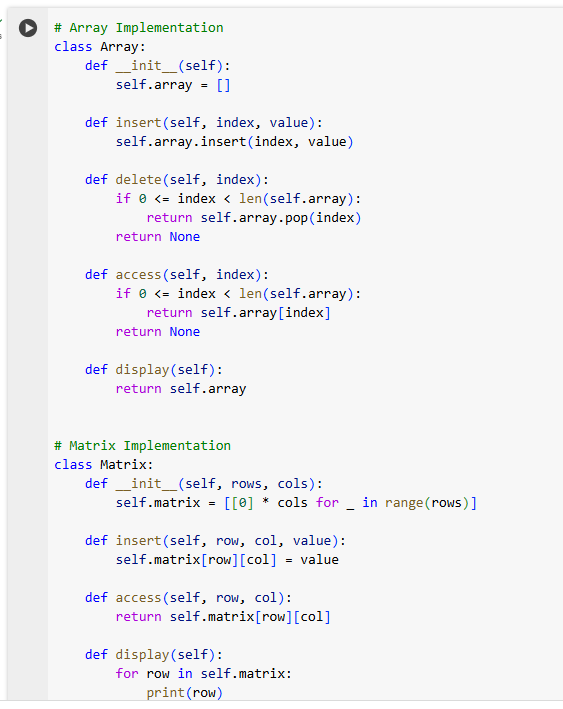 # Array Implementation
class Array:
    def __init__(self):
        self.array = []

    def insert(self, index, value):
        self.array.insert(index, value)

    def delete(self, index):
        if 0 <= index < len(self.array):
            return self.array.pop(index)
        return None

    def access(self, index):
        if 0 <= index < len(self.array):
            return self.array[index]
        return None

    def display(self):
        return self.array


# Matrix Implementation
class Matrix:
    def __init__(self, rows, cols):
        self.matrix = [[0] * cols for _ in range(rows)]

    def insert(self, row, col, value):
        self.matrix[row][col] = value

    def access(self, row, col):
        return self.matrix[row][col]

    def display(self):
        for row in self.matrix:
            print(row)